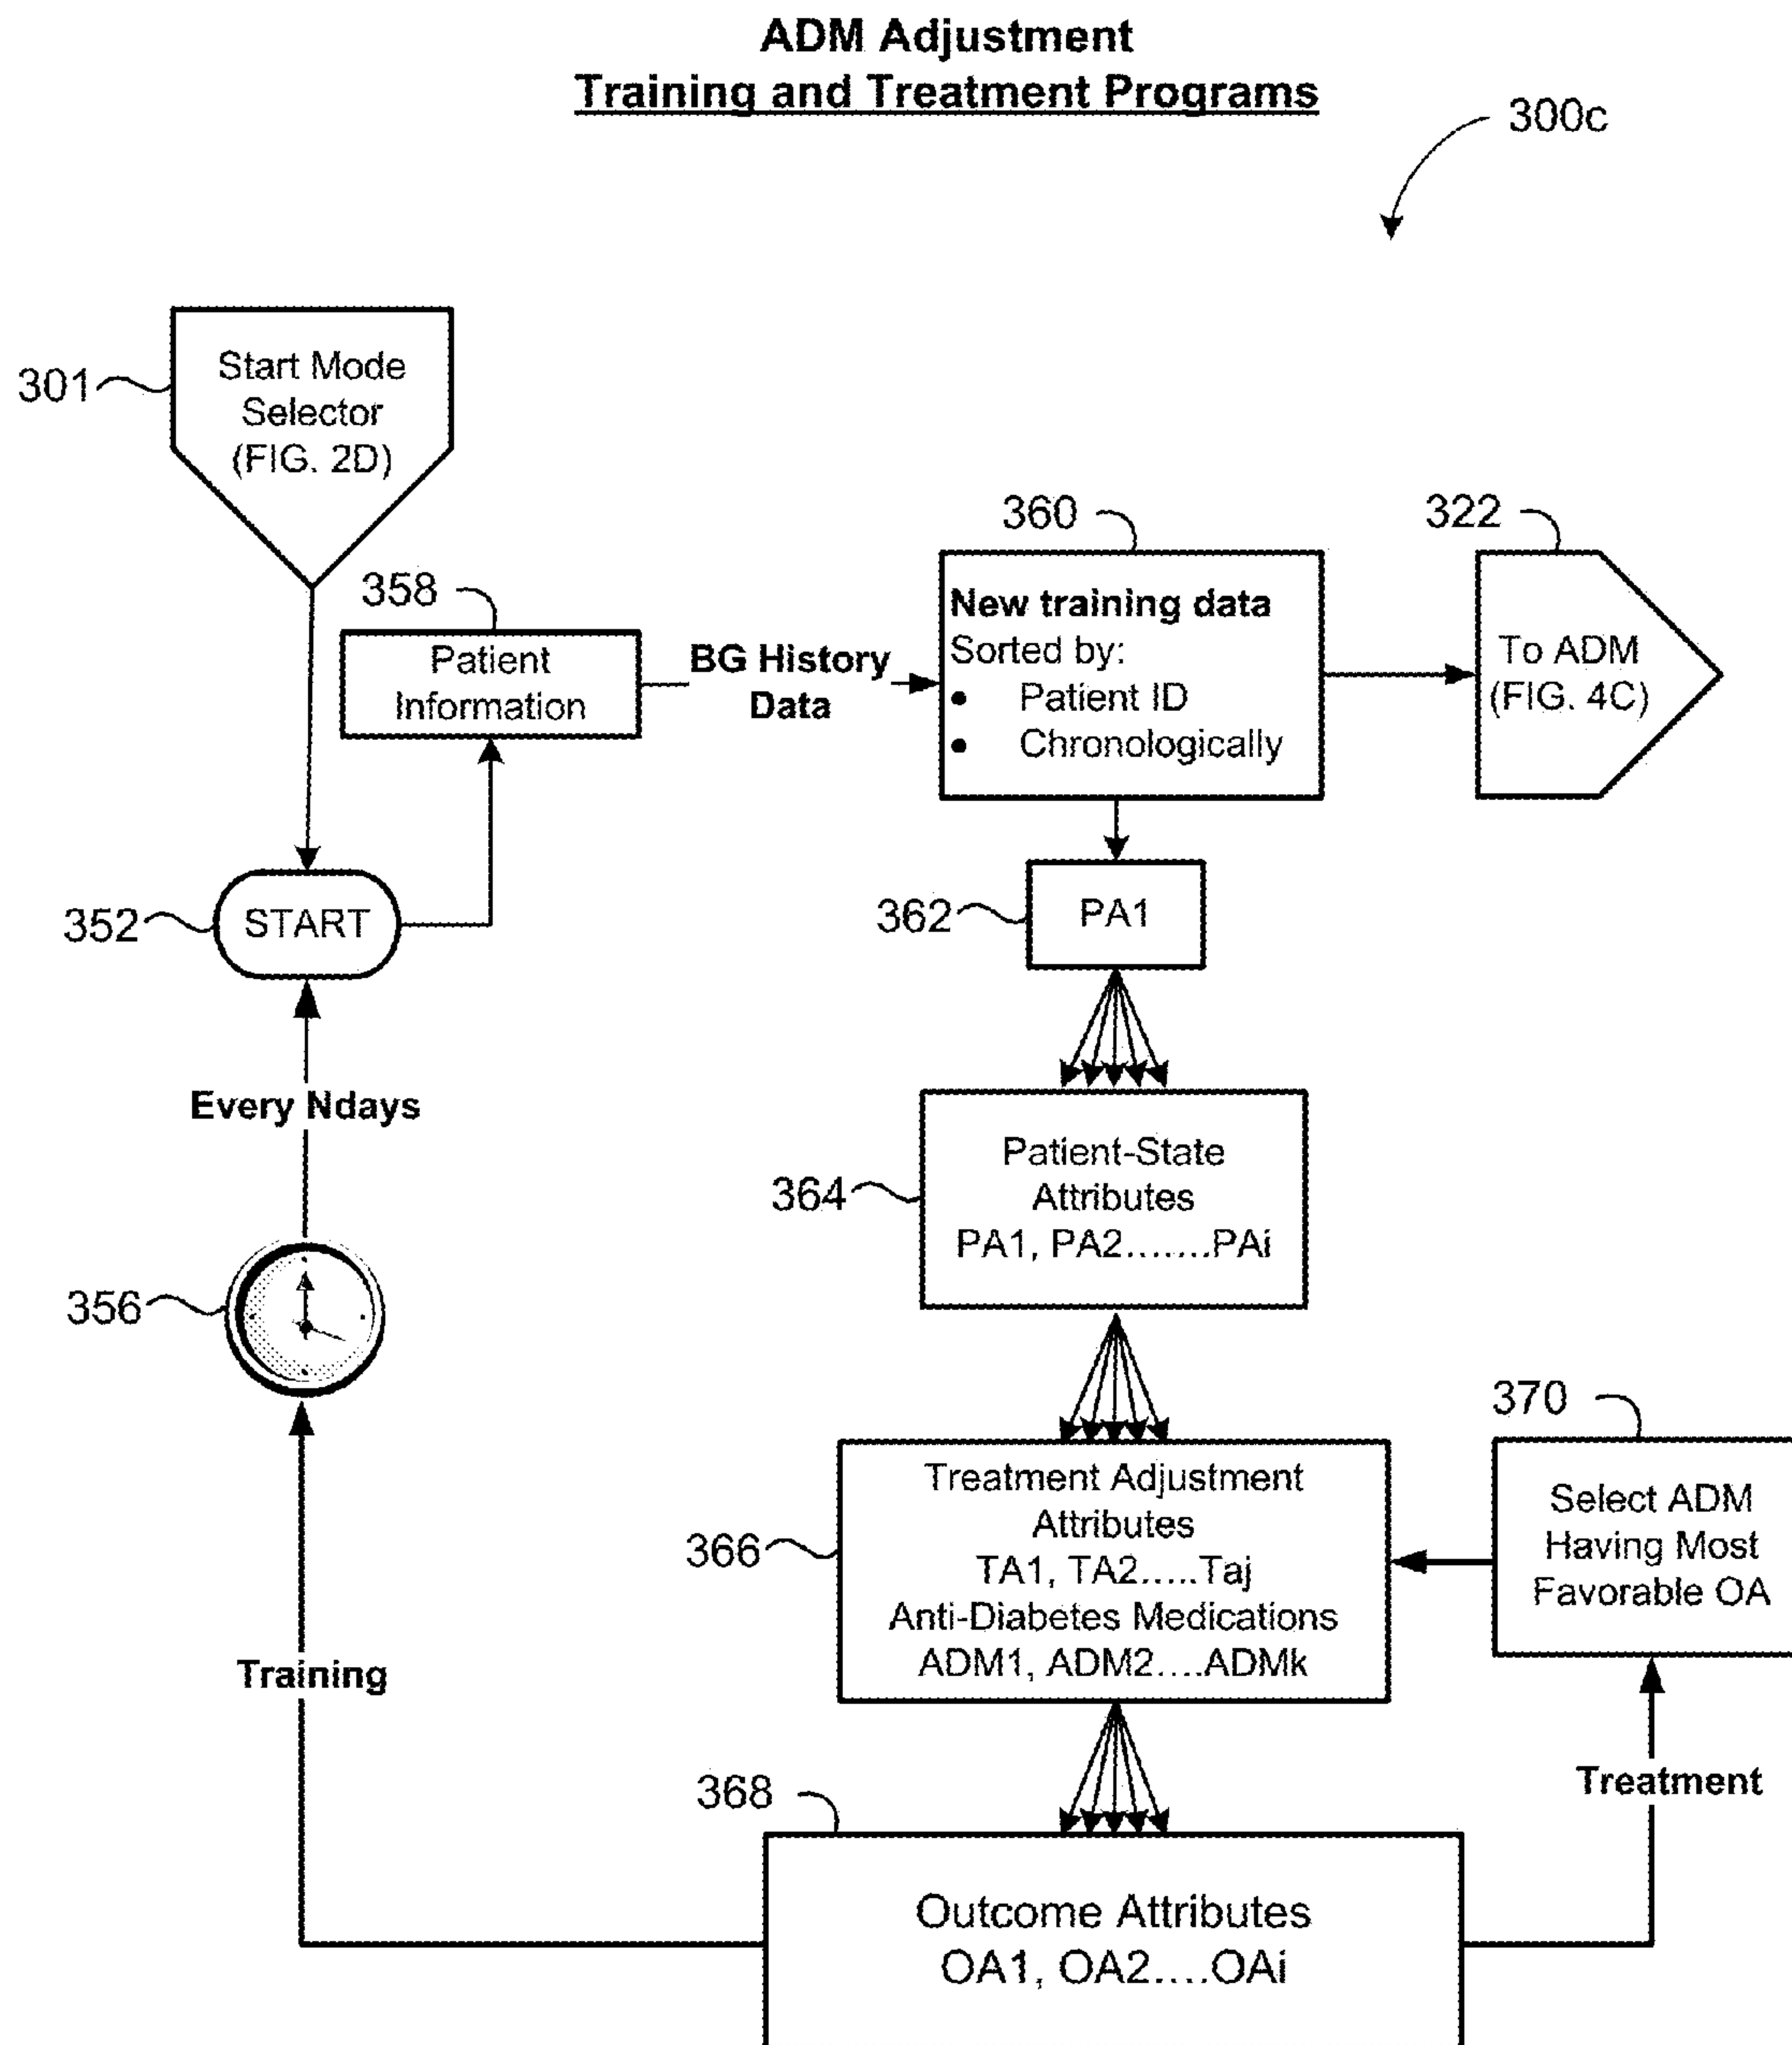 ADM Adjustment
Training and Treatment Programs
300c
301
Start Mode
Selector
(FIG. 2D)
358
Patient
Information
BG History
Data
360
New training data
Sorted by:
• Patient ID
• Chronologically
322
To ADM
(FIG. 4C)
352
START
362
PA1
Every Ndays
364
Patient-State
Attributes
PA1, PA2.......PAi
356
366
Treatment Adjustment
Attributes
TA1, TA2.....Taj
Anti-Diabetes Medications
ADM1, ADM2....ADMk
370
Select ADM
Having Most
Favorable OA
Training
Treatment
368
Outcome Attributes
OA1, OA2....OAi